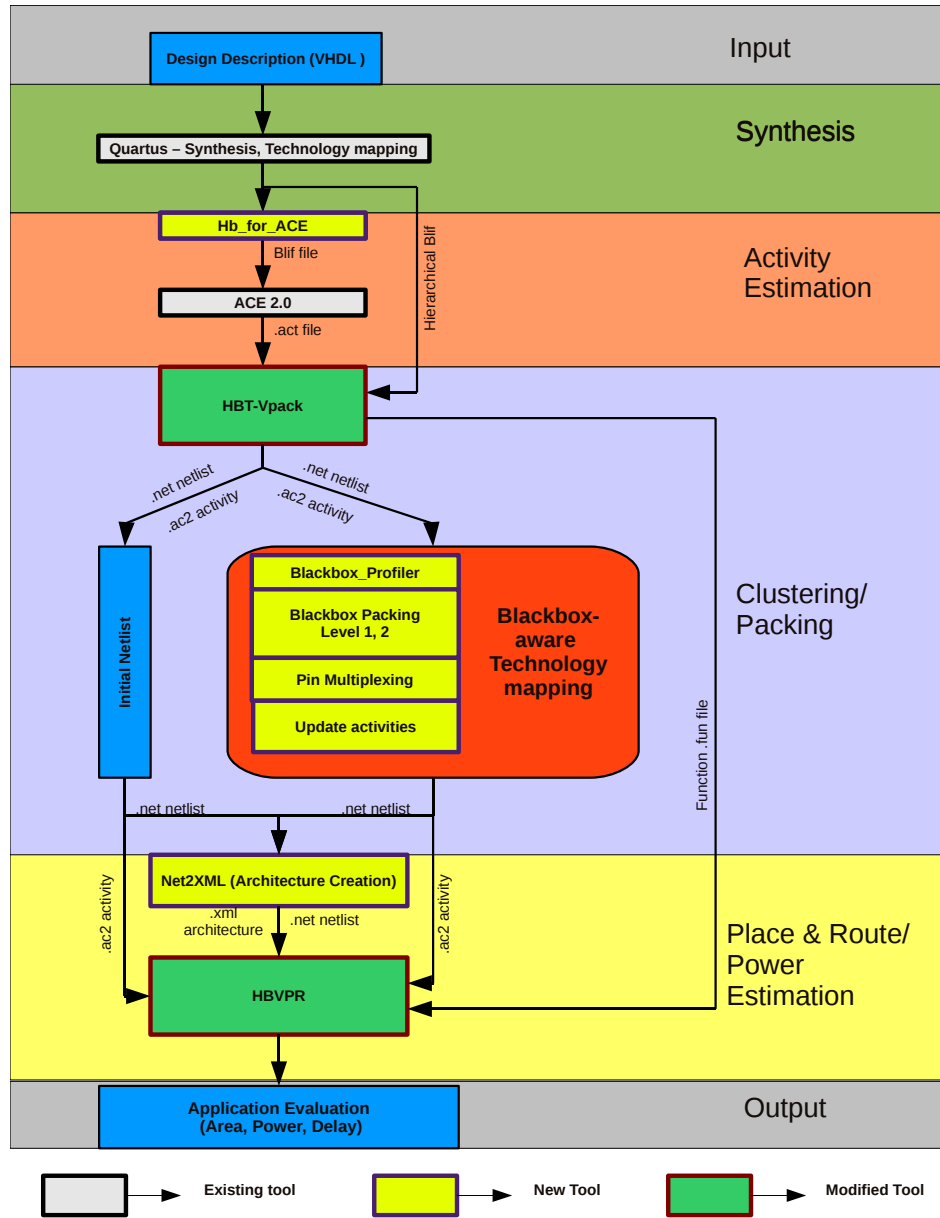 Input
Design Description (VHDL )
Synthesis
Quartus – Synthesis, Technology mapping
Hb_for_ACE
Blif file
Hierarchical Blif
Activity
Estimation
ACE 2.0
.act file
HBT-Vpack
.net netlist
.ac2 activity
.net netlist
.ac2 activity
Initial Netlist
Blackbox_Profiler
Blackbox Packing
Level 1, 2
Pin Multiplexing
Update activities
Blackbox-
aware
Technology
mapping
Clustering/
Packing
Function .fun file
.net netlist
.net netlist
Net2XML (Architecture Creation)
.ac2 activity
.xml
architecture
.net netlist
.ac2 activity
Place & Route/
Power
Estimation
HBVPR
Output
Application Evaluation
(Area, Power, Delay)
Existing tool
New Tool
Modified Tool